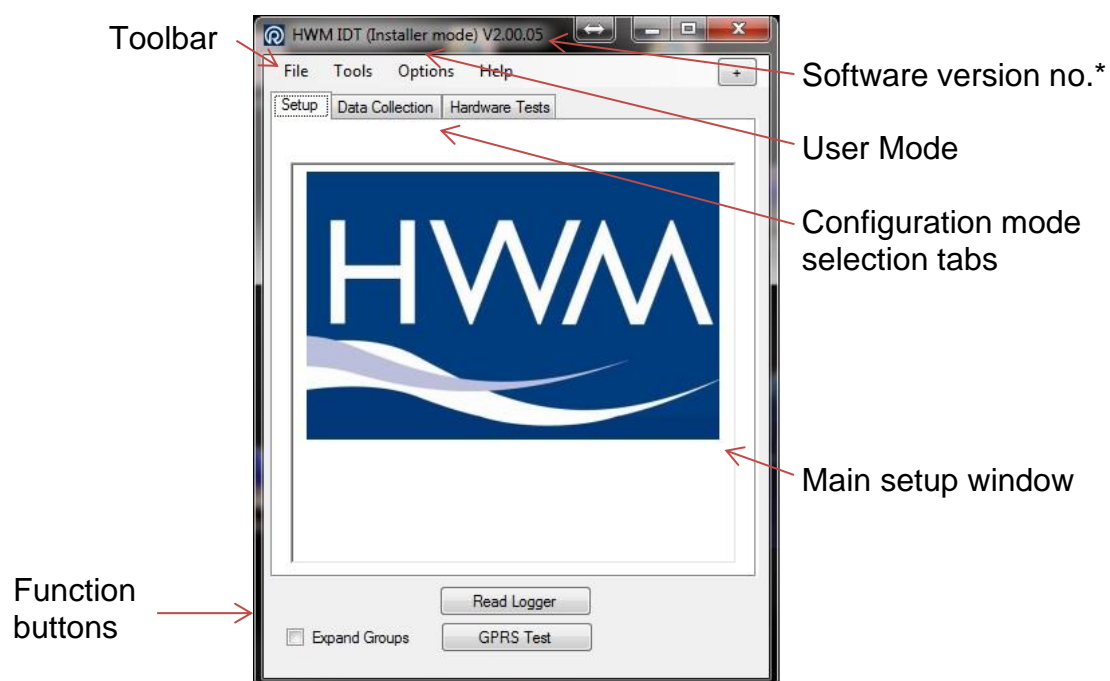 Toolbar
HWM IDT (Installer mode) V2.00.05
File Tools Options Help +
Setup Data Collection Hardware Tests
Software version no.*
User Mode
Configuration mode
selection tabs
HWM
Main setup window
Function
buttons
Read Logger
Expand Groups GPRS Test